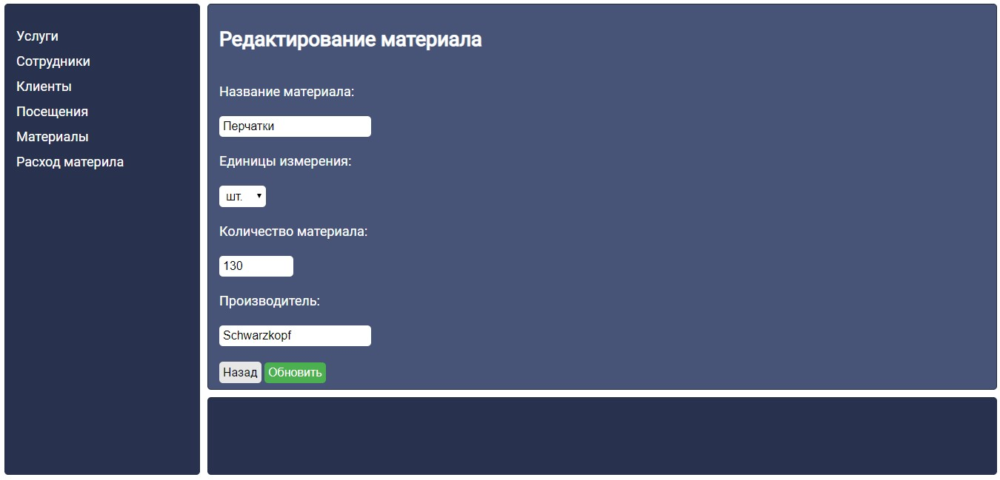 Услуги
Сотрудники
Клиенты
Посещения
Материалы
Расход материла
Редактирование материала
Название материала:
Перчатки
Единицы измерения:
шт.
Количество материала:
130
Производитель:
Schwarzkopf
Назад Обновить